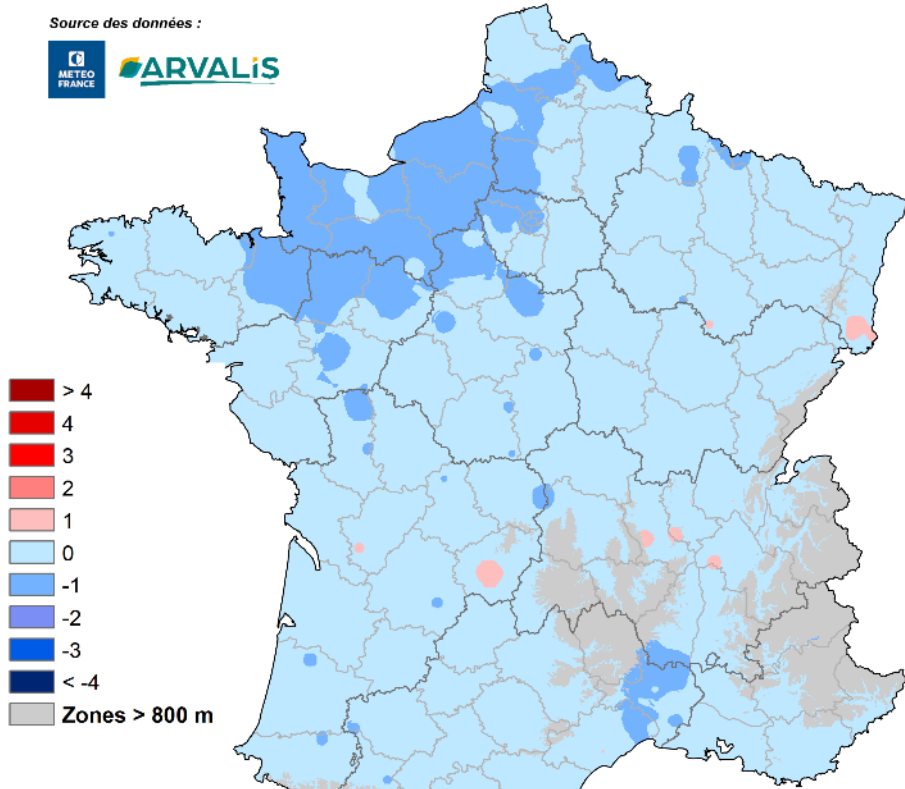 Source des données :
METEO
FRANCE
ARVALIS
> 4
4
3
2
1
0
-1
-2
-3
< -4
Zones > 800 m